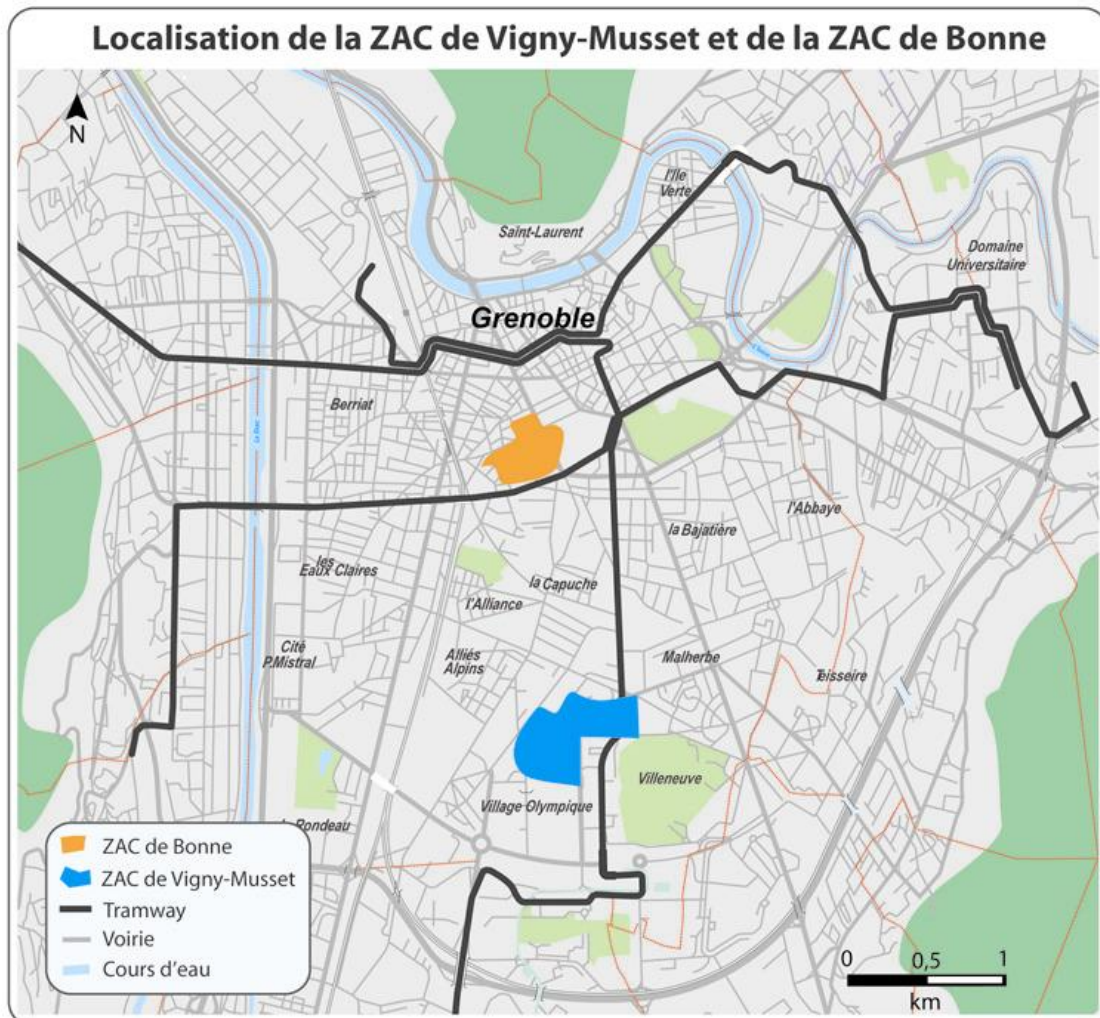 Localisation de la ZAC de Vigny-Musset et de la ZAC de Bonne
N
l'Ile
Verte
Saint-Laurent
Domaine
Universitaire
Grenoble
Berriat
Le Drac
l'Abbaye
la Bajatière
les
Eaux Claires
la Capuche
l'Alliance
Cité
P.Mistral
Alliés
Alpins
Malherbe
Teisseire
Villeneuve
Village Olympique
Rondeau
ZAC de Bonne
ZAC de Vigny-Musset
Tramway
Voirie
Cours d'eau
0 0,5 1
km